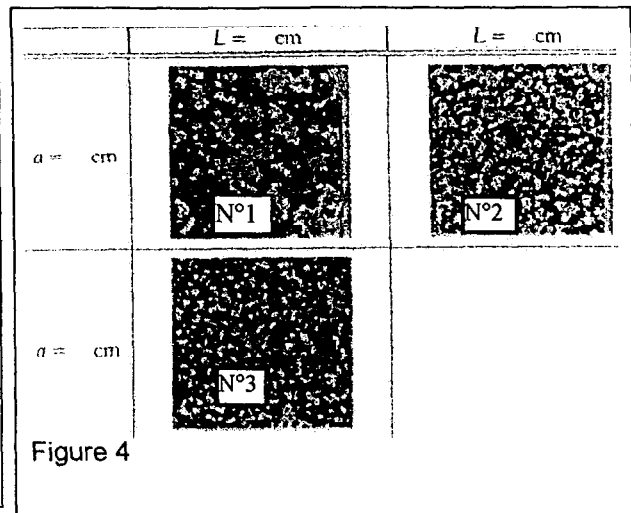 L = cm L = cm
a = cm
N°1 N°2
a = cm
N°3
Figure 4